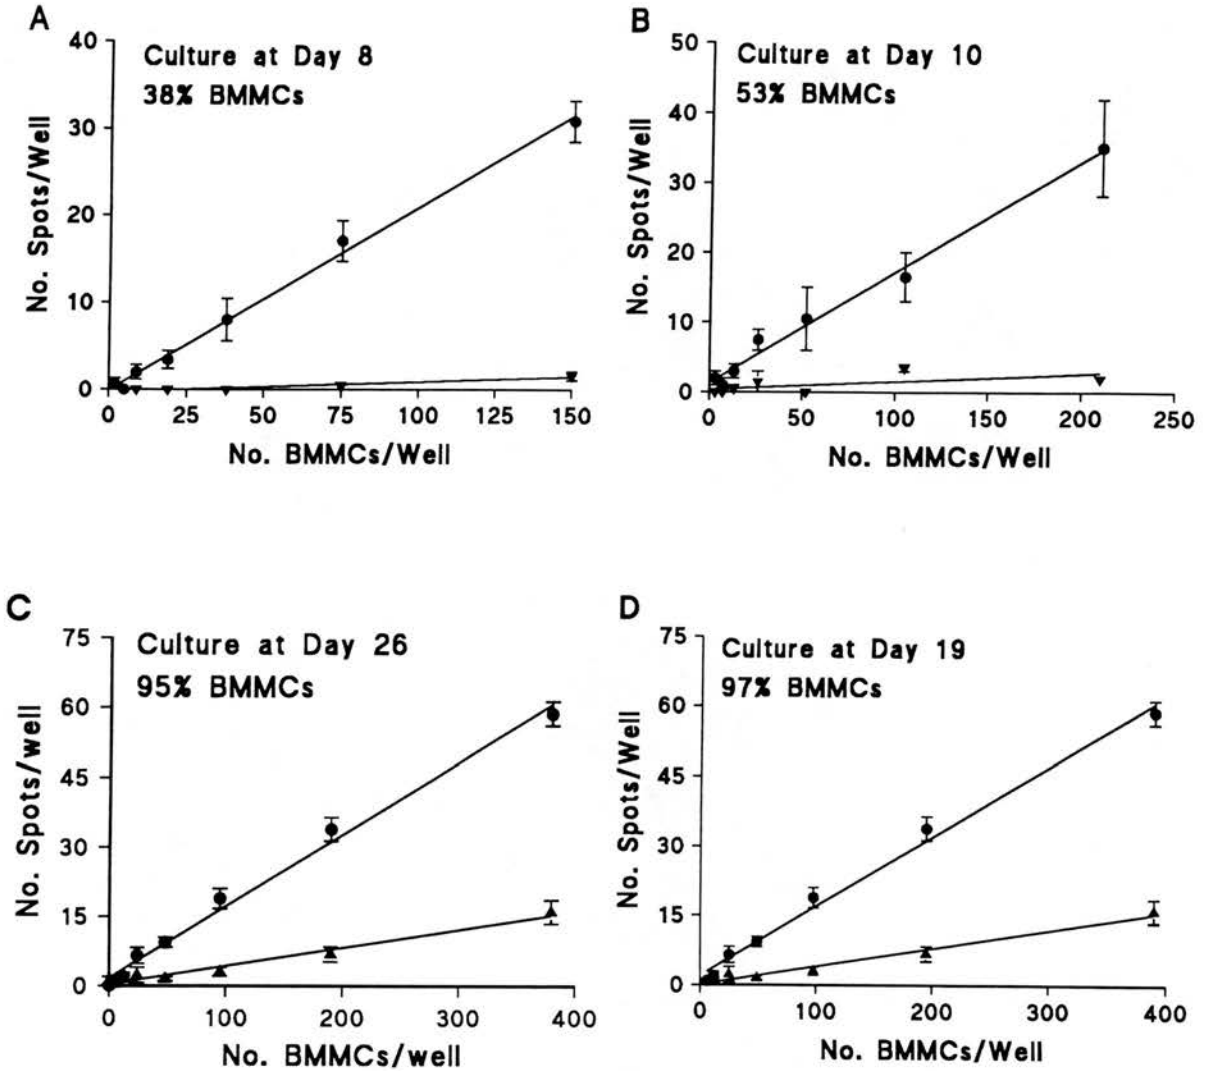 A
Culture at Day 8
38% BMMCs
No. Spots/Well
40
30
20
10
0
0 25 50 75 100 125 150
No. BMMCs/Well
B
Culture at Day 10
53% BMMCs
No. Spots/Well
50
40
30
20
10
0
0 50 100 150 200 250
No. BMMCs/Well
C
Culture at Day 26
95% BMMCs
No. Spots/well
75
60
45
30
15
0
0 100 200 300 400
No. BMMCs/well
D
Culture at Day 19
97% BMMCs
No. Spots/Well
75
60
45
30
15
0
0 100 200 300 400
No. BMMCs/Well